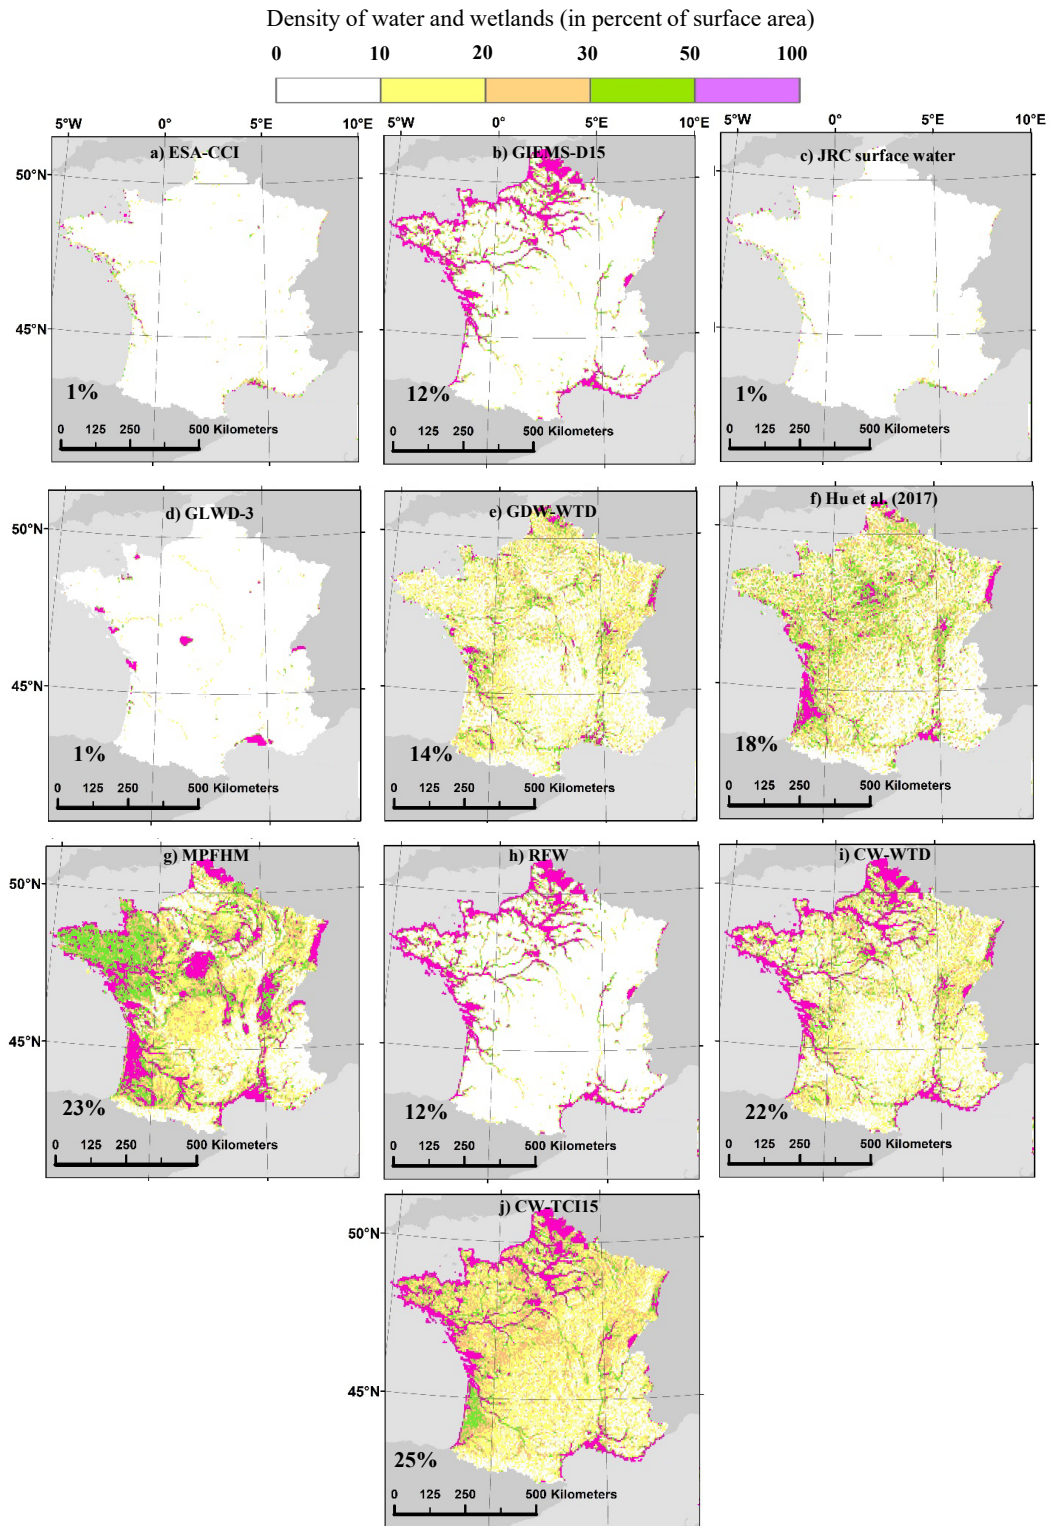 Density of water and wetlands (in percent of surface area)
0 10 20 30 50 100
5°W 0° 5°E 10°E 5°W 0° 5°E 10°E 5°W 0° 5°E 10°E
a) ESA-CCI b) GIEMS-D15 c) JRC surface water
50°N
45°N
1% 12% 1%
0 125 250 500 Kilometers 0 125 250 500 Kilometers 0 125 250 500 Kilometers
d) GLWD-3 e) GDW-WTD f) Hu et al. (2017)
50°N
45°N
1% 14% 18%
0 125 250 500 Kilometers 0 125 250 500 Kilometers 0 125 250 500 Kilometers
g) MPFHM h) RFW i) CW-WTD
50°N
45°N
23% 12% 22%
0 125 250 500 Kilometers 0 125 250 500 Kilometers 0 125 250 500 Kilometers
j) CW-TCI15
50°N
45°N
25%
0 125 250 500 Kilometers